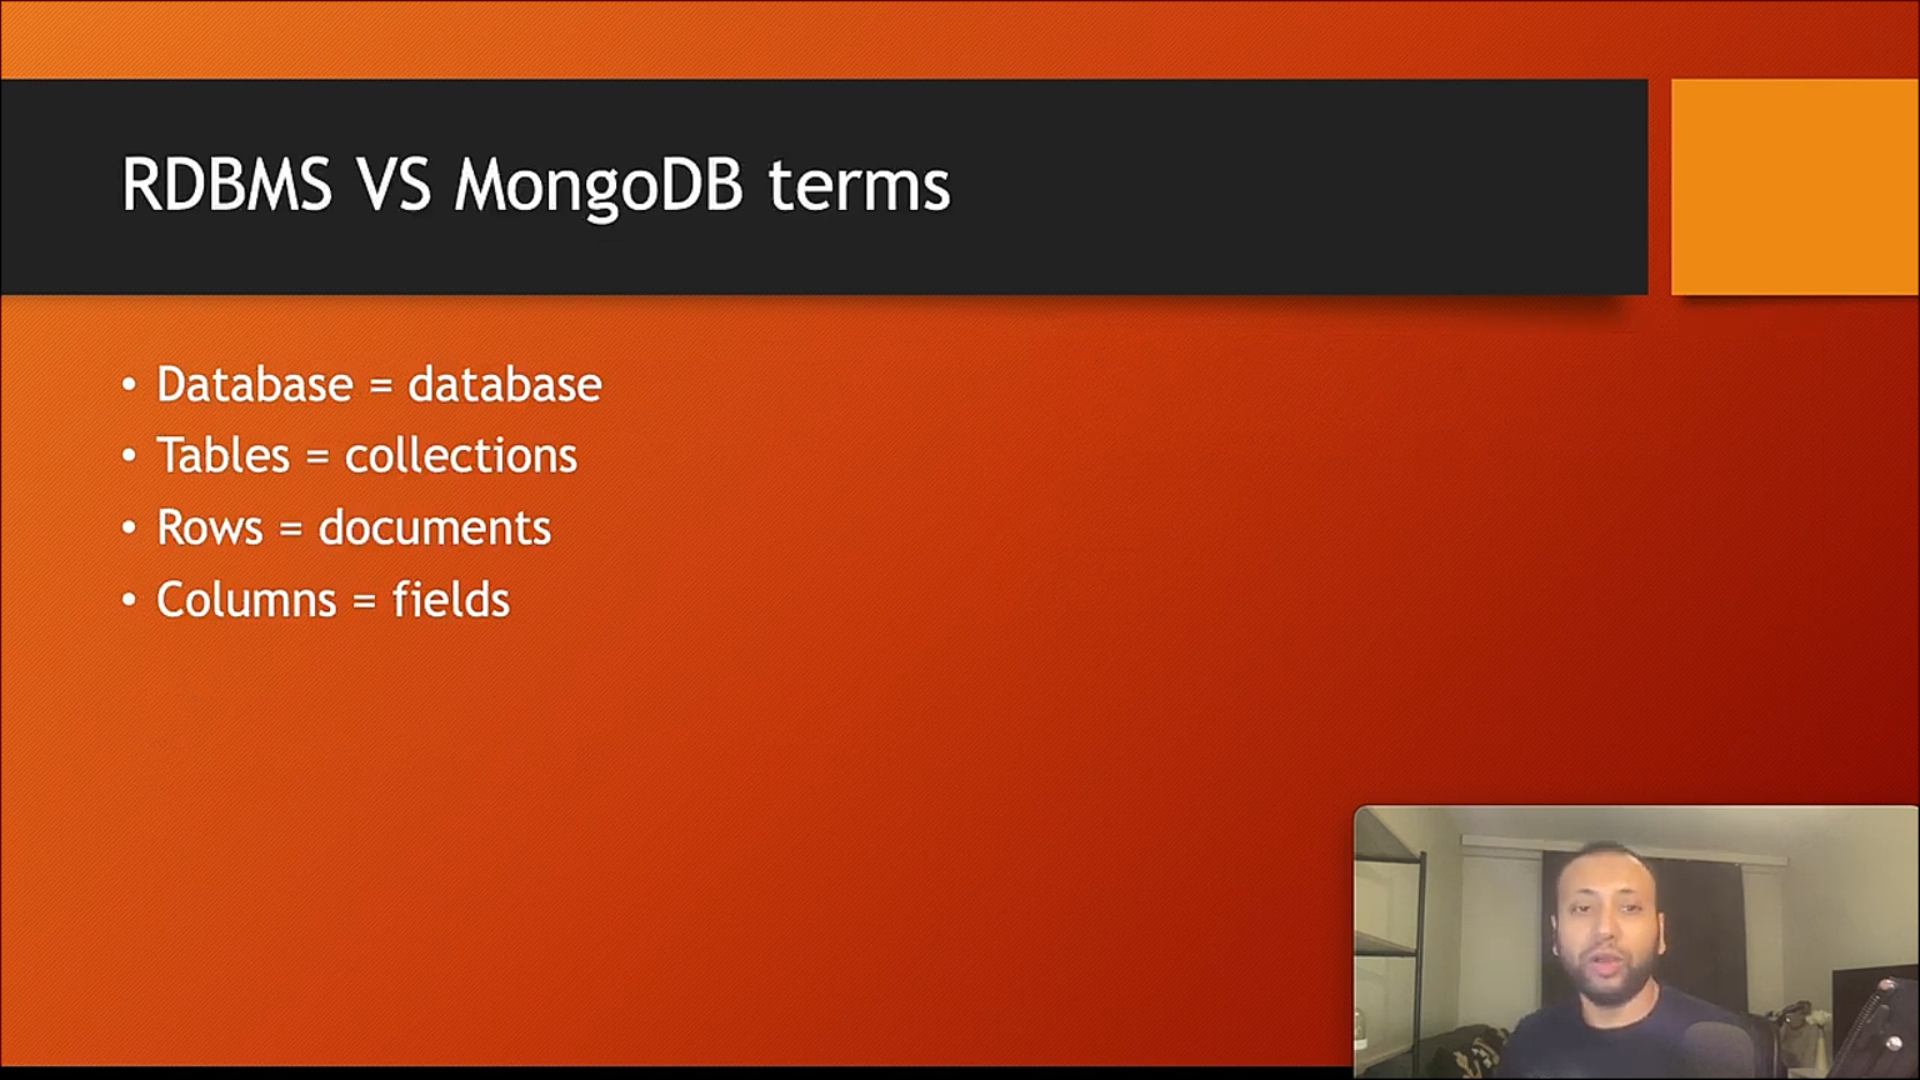 RDBMS VS MongoDB terms
• Database = database
• Tables = collections
• Rows = documents
• Columns = fields